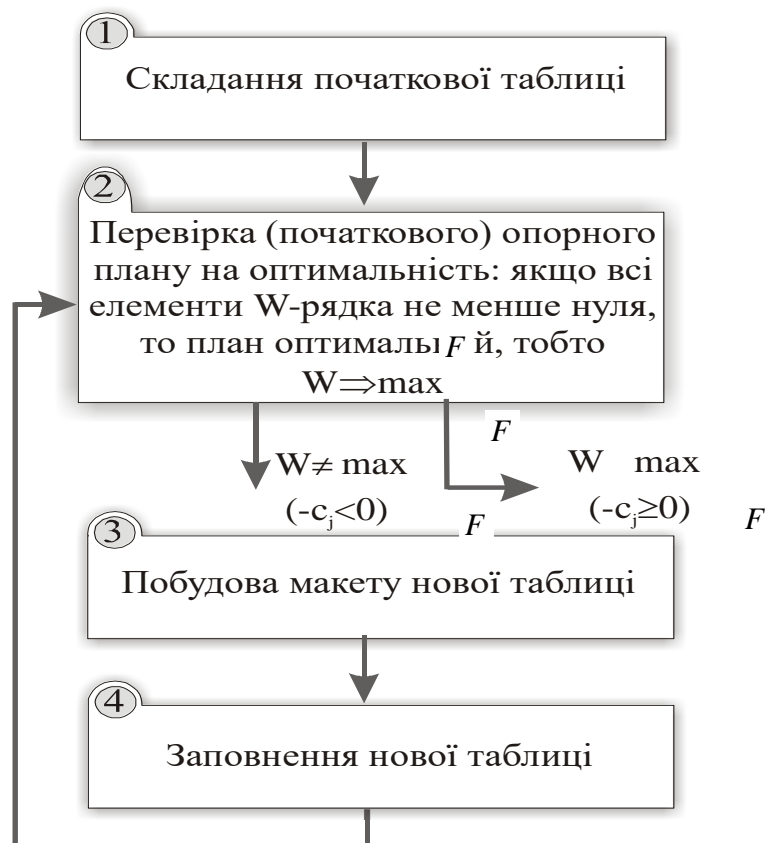 1
Складання початкової таблиці
2
Перевірка (початкового) опорного
плану на оптимальність: якщо всі
елементи W-рядка не менше нуля,
то план оптимальF й, тобто
W⇒max
F
W≠ max
W max
(-cj<0)
F
(-cj≥0)
F
3
Побудова макету нової таблиці
4
Заповнення нової таблиці